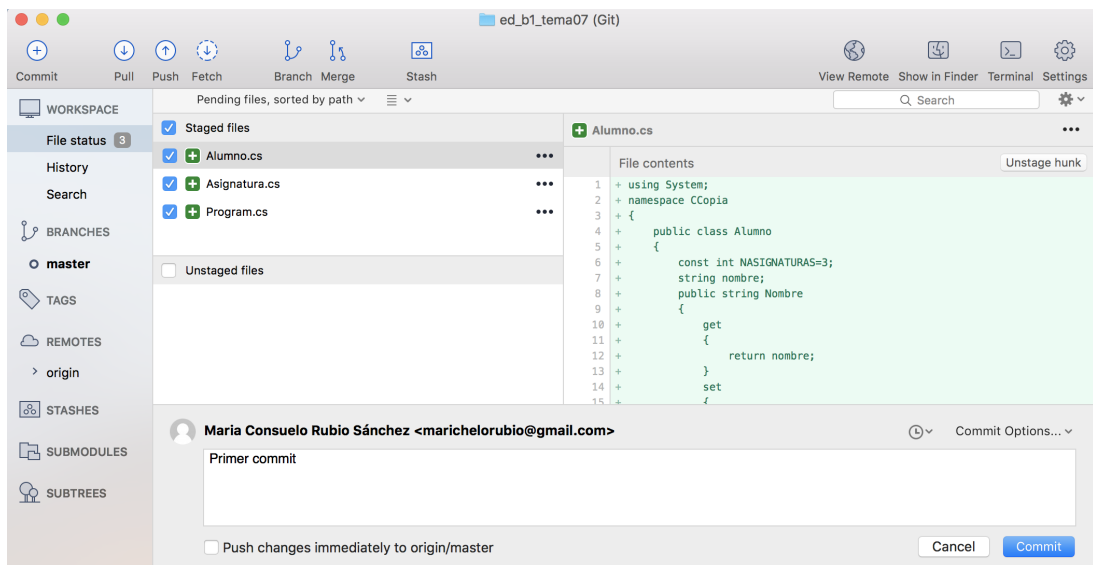 ed_b1_tema07 (Git)
Commit Pull Push Fetch Branch Merge Stash View Remote Show in Finder Terminal Settings
WORKSPACE
File status 3
History
Search
BRANCHES
master
TAGS
REMOTES
origin
STASHES
SUBMODULES
SUBTREES
Pending files, sorted by path
Search
Staged files
Alumno.cs
Asignatura.cs
Program.cs
Unstaged files
Alumno.cs
File contents Unstage hunk
1 + using System;
2 + namespace CCopia
3 + {
4 + public class Alumno
5 + {
6 + const int NASIGNATURAS=3;
7 + string nombre;
8 + public string Nombre
9 + {
10 + get
11 + {
12 + return nombre;
13 + }
14 + set
15 + {
Maria Consuelo Rubio Sánchez <marichelorubio@gmail.com>
Commit Options...
Primer commit
Push changes immediately to origin/master
Cancel Commit